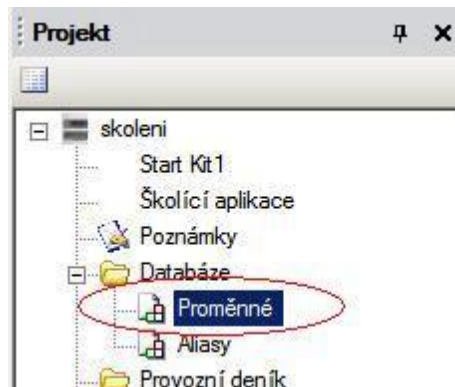 Projekt
skoleni
Start Kit1
Školící aplikace
Poznámky
Databáze
Proměnné
Aliasy
Provozní deník